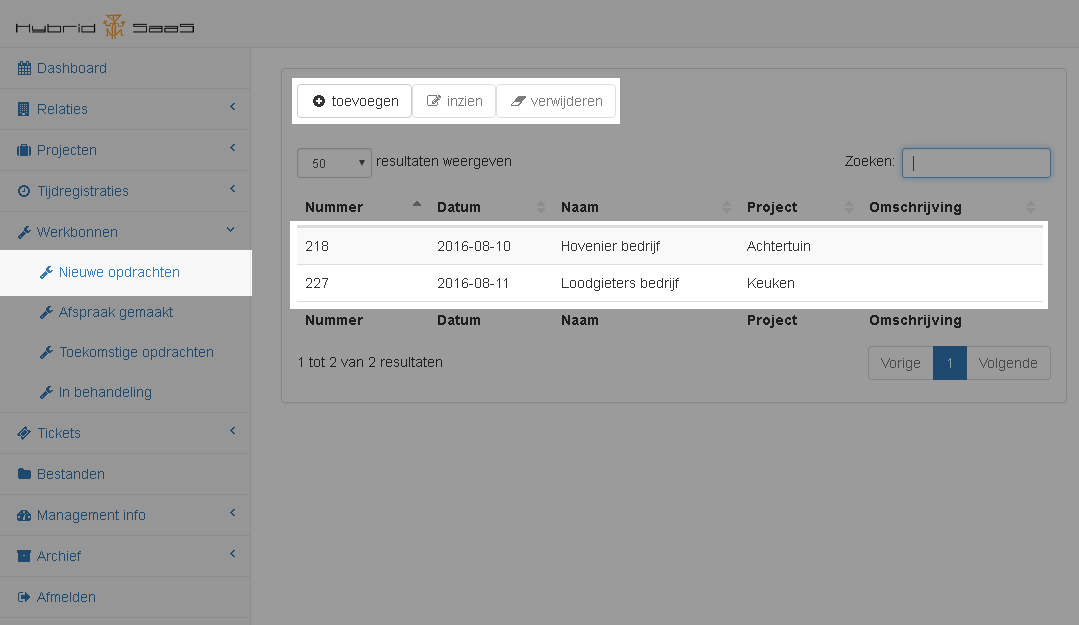 Hybrid SaaS
Dashboard
Relaties
Projecten
Tijdregistraties
Werkbonnen
Nieuwe opdrachten
Afspraak gemaakt
Toekomstige opdrachten
In behandeling
Tickets
Bestanden
Management info
Archief
Afmelden
toevoegen inzien verwijderen
50 resultaten weergeven Zoeken:
Nummer Datum Naam Project Omschrijving
218 2016-08-10 Hovenier bedrijf Achtertuin
227 2016-08-11 Loodgieters bedrijf Keuken
Nummer Datum Naam Project Omschrijving
1 tot 2 van 2 resultaten Vorige 1 Volgende